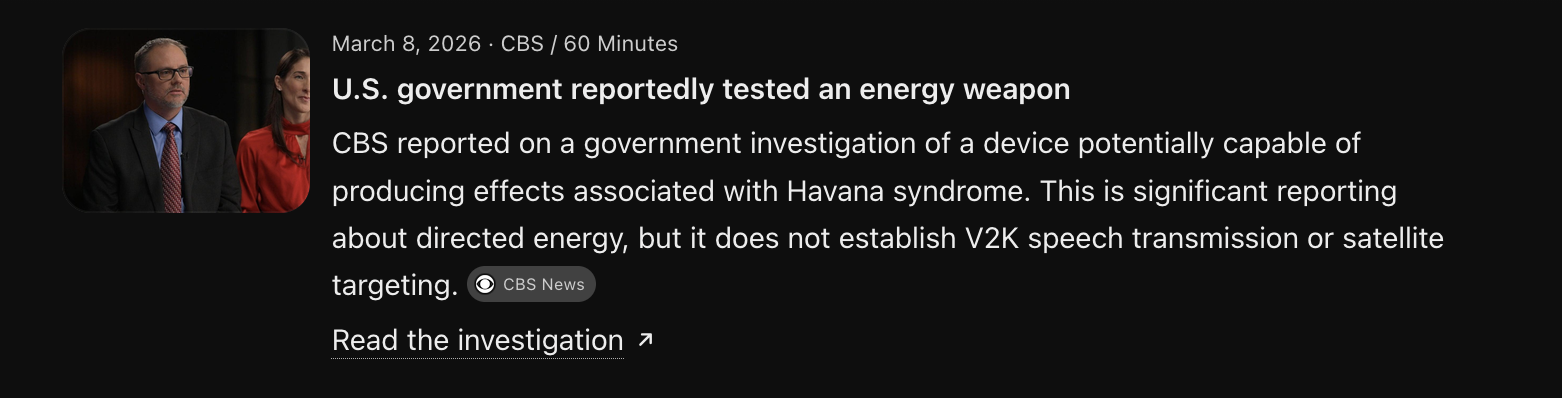 March 8, 2026 · CBS / 60 Minutes
U.S. government reportedly tested an energy weapon
CBS reported on a government investigation of a device potentially capable of
producing effects associated with Havana syndrome. This is significant reporting
about directed energy, but it does not establish V2K speech transmission or satellite
targeting. CBS News
Read the investigation ↗